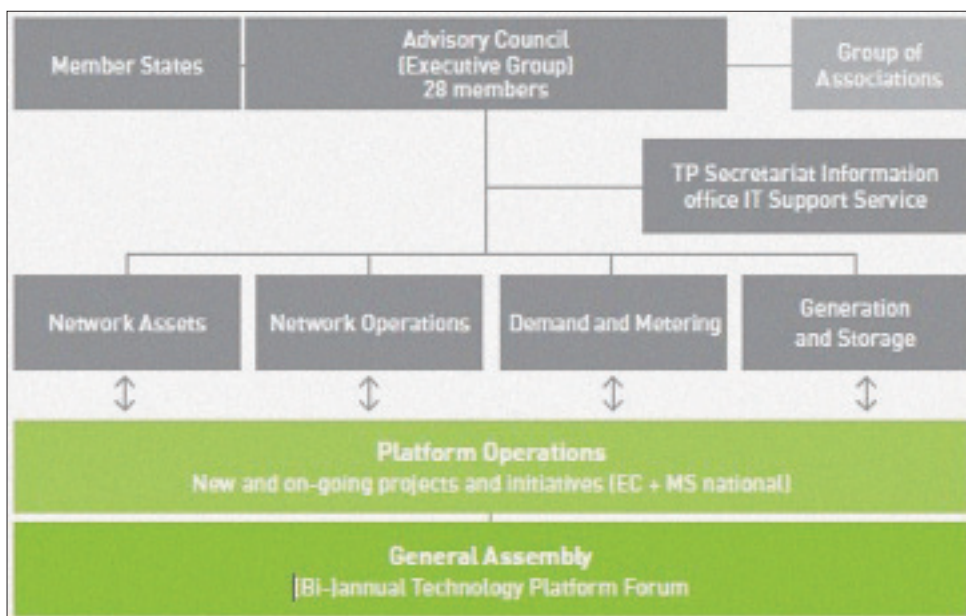 Member States
Advisory Council
(Executive Group)
28 members
Group of
Associations
TP Secretariat Information
office IT Support Service
Network Assets
Network Operations
Demand and Metering
Generation
and Storage
Platform Operations
New and on-going projects and initiatives (EC + MS national)
General Assembly
(Bi-)annual Technology Platform Forum